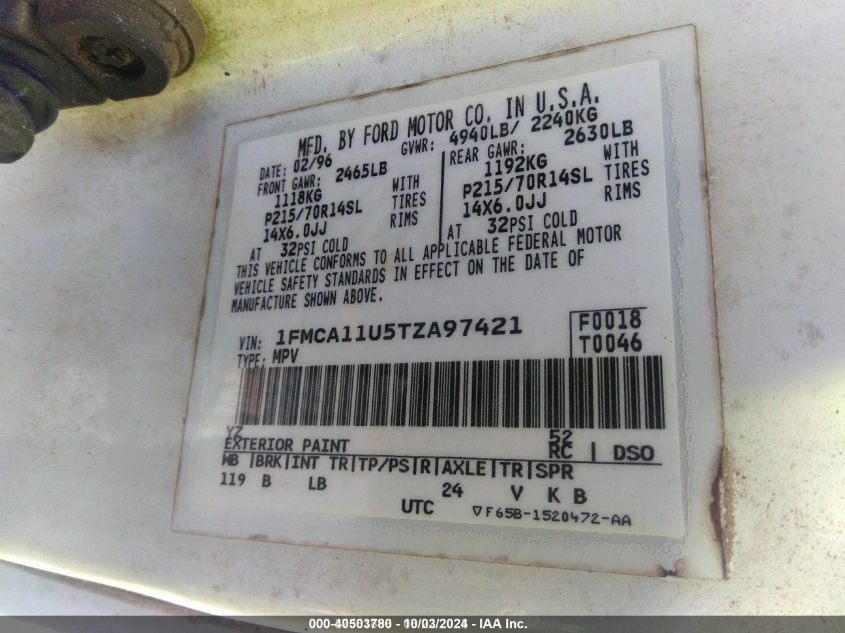 MFD. BY FORD MOTOR CO. IN U.S.A.
DATE: 02/96 GVWR: 4940LB/ 2240KG
FRONT GAWR: 2465LB REAR GAWR: 2630LB
1118KG WITH 1192KG WITH
P215/70R14SL TIRES P215/70R14SL TIRES
14X6.0JJ RIMS 14X6.0JJ RIMS
AT 32PSI COLD AT 32PSI COLD
THIS VEHICLE CONFORMS TO ALL APPLICABLE FEDERAL MOTOR
VEHICLE SAFETY STANDARDS IN EFFECT ON THE DATE OF
MANUFACTURE SHOWN ABOVE.
VIN: 1FMCA11U5TZA97421 F0018
TYPE: MPV T0046
YZ 52
EXTERIOR PAINT RC | DSO
WB |BRK|INT TR|TP/PS|R|AXLE|TR|SPR
119 B LB 24 V K B
UTC ▽F65B-1520472-AA
000-40503780 - 10/03/2024 - IAA Inc.